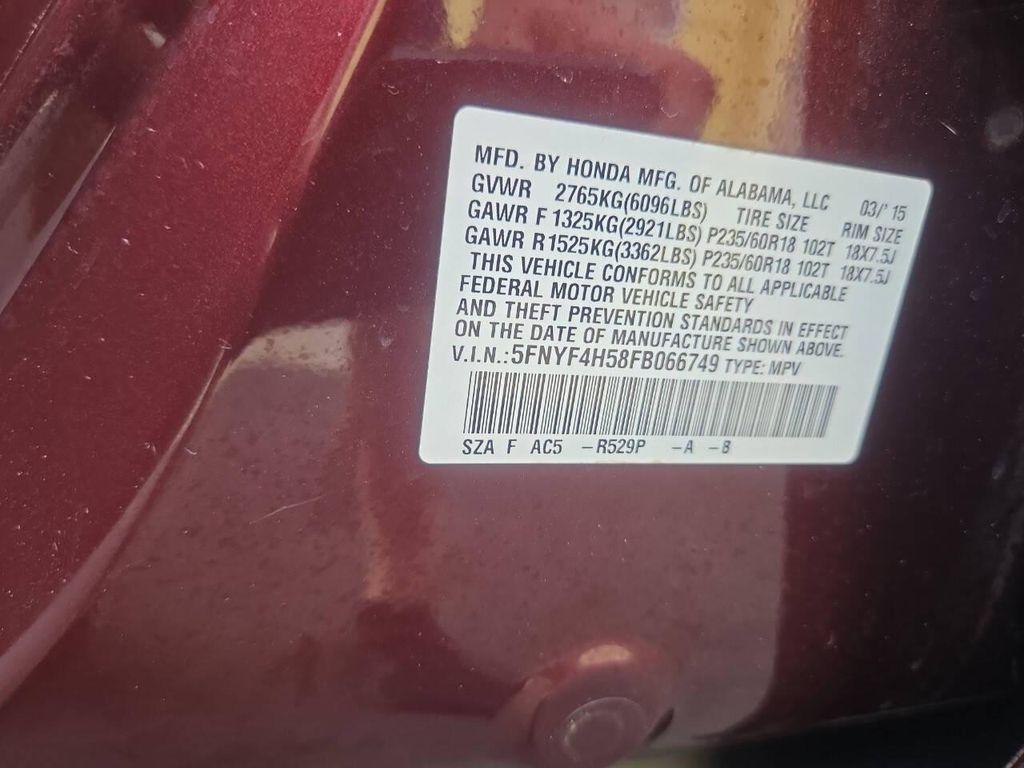 MFD. BY HONDA MFG. OF ALABAMA, LLC 03/' 15
GVWR 2765KG(6096LBS) TIRE SIZE RIM SIZE
GAWR F 1325KG(2921LBS) P235/60R18 102T 18X7.5J
GAWR R1525KG(3362LBS) P235/60R18 102T 18X7.5J
THIS VEHICLE CONFORMS TO ALL APPLICABLE
FEDERAL MOTOR VEHICLE SAFETY
AND THEFT PREVENTION STANDARDS IN EFFECT
ON THE DATE OF MANUFACTURE SHOWN ABOVE.
V.I.N.:5FNYF4H58FB066749 TYPE: MPV
SZA F AC5 -R529P -A -B